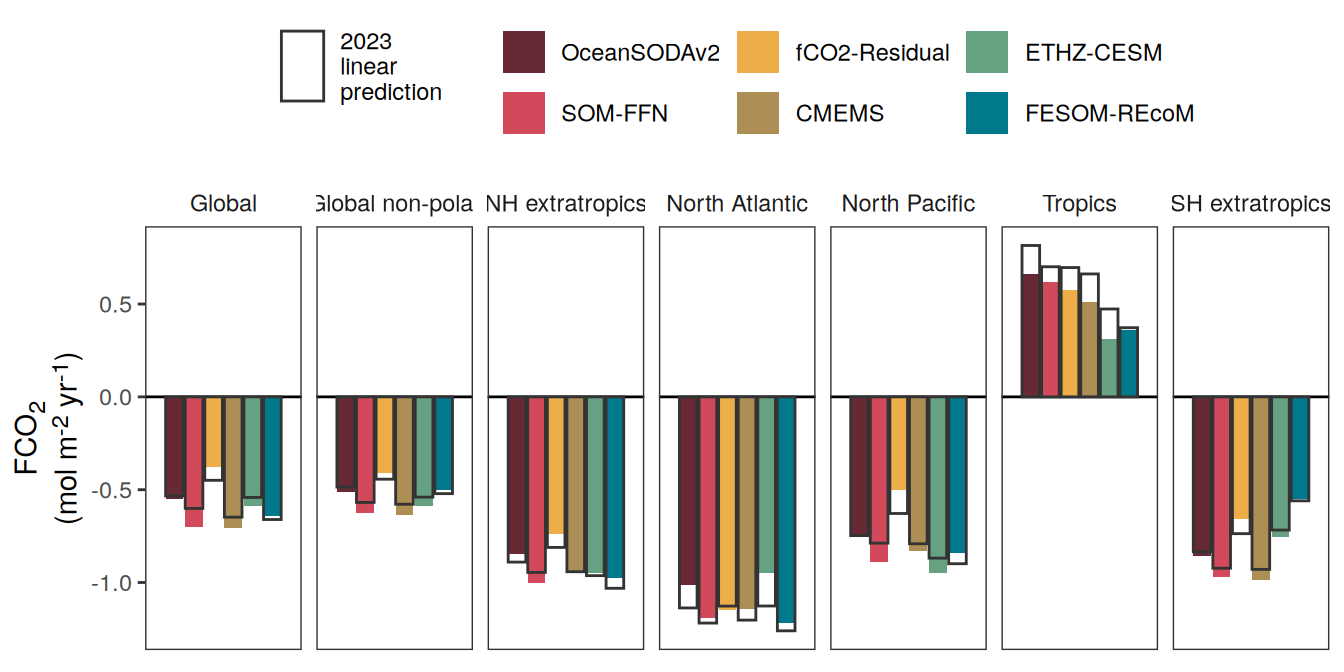 2023
linear
prediction
OceanSODAv2
fCO2-Residual
ETHZ-CESM
SOM-FFN
CMEMS
FESOM-REcoM
Global
Global non-pola
NH extratropics
North Atlantic
North Pacific
Tropics
SH extratropics
0.5
0.0
-0.5
-1.0
FCO2
(mol m-2 yr-1)